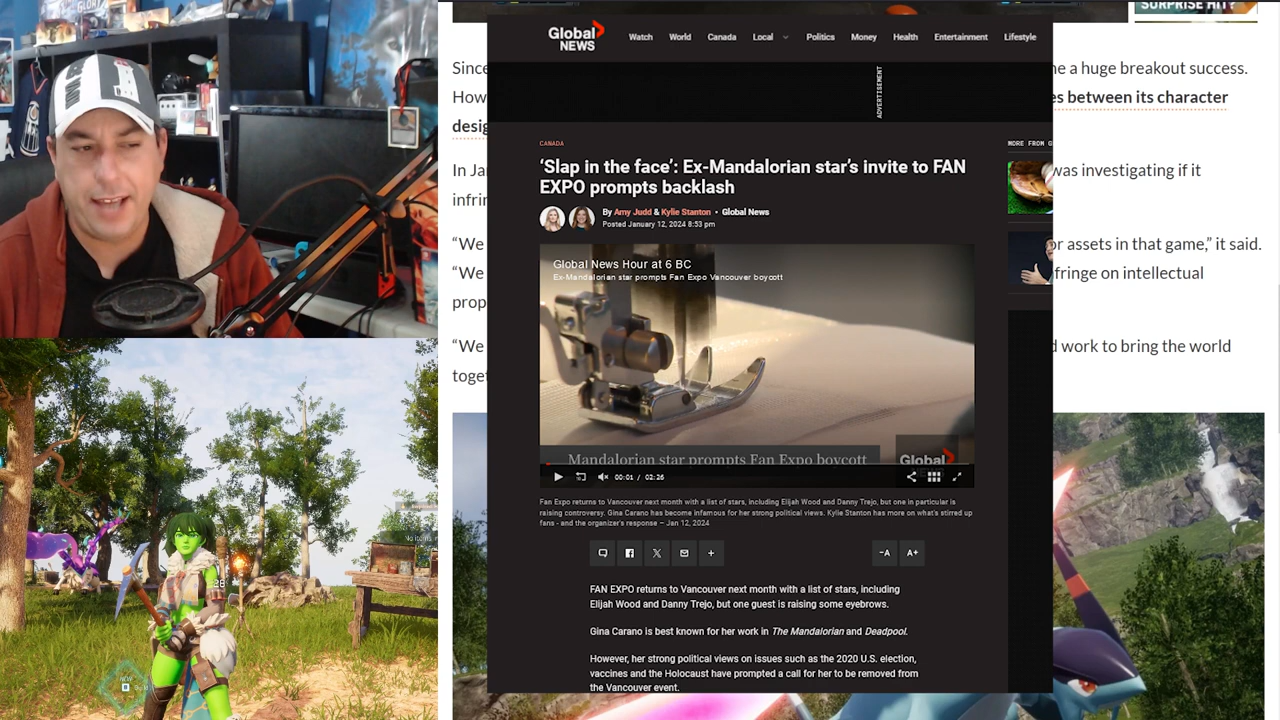 SURPRISE HIT?
Global
NEWS
Watch World Canada Local Politics Money Health Entertainment Lifestyle
ADVERTISEMENT
Since
e a huge breakout success.
How
es between its character
desig
CANADA
MORE FROM G
‘Slap in the face’: Ex-Mandalorian star’s invite to FAN
EXPO prompts backlash
In Ja
was investigating if it
infrin
By Amy Judd & Kylie Stanton • Global News
Posted January 12, 2024 8:53 pm
“We
or assets in that game,” it said.
“We
fringe on intellectual
prop
Global News Hour at 6 BC
Ex-Mandalorian star prompts Fan Expo Vancouver boycott
“We
d work to bring the world
toget
Mandalorian star prompts Fan Expo boycott
Global
00:01 / 02:26
Fan Expo returns to Vancouver next month with a list of stars, including Elijah Wood and Danny Trejo, but one in particular is
raising controversy. Gina Carano has become infamous for her strong political views. Kylie Stanton has more on what's stirred up
fans - and the organizer's response – Jan 12, 2024
-A A+
FAN EXPO returns to Vancouver next month with a list of stars, including
Elijah Wood and Danny Trejo, but one guest is raising some eyebrows.
Gina Carano is best known for her work in The Mandalorian and Deadpool.
However, her strong political views on issues such as the 2020 U.S. election,
vaccines and the Holocaust have prompted a call for her to be removed from
the Vancouver event.